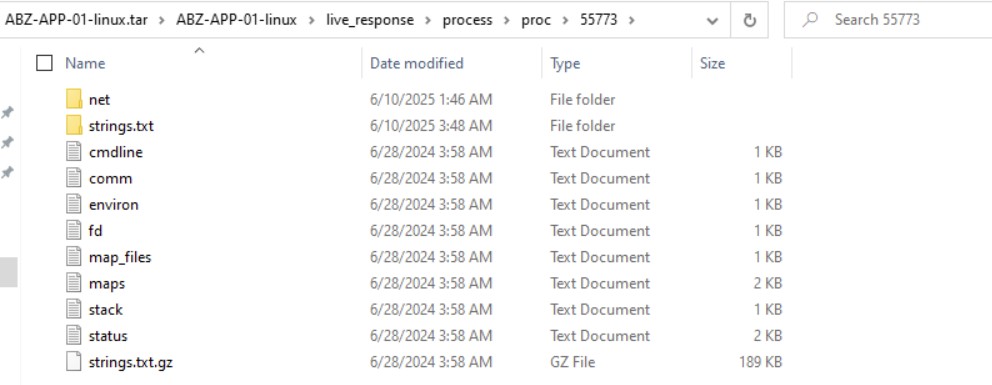 ABZ-APP-01-linux.tar > ABZ-APP-01-linux > live_response > process > proc > 55773 > Search 55773
Name Date modified Type Size
net 6/10/2025 1:46 AM File folder
strings.txt 6/10/2025 3:48 AM File folder
cmdline 6/28/2024 3:58 AM Text Document 1 KB
comm 6/28/2024 3:58 AM Text Document 1 KB
environ 6/28/2024 3:58 AM Text Document 1 KB
fd 6/28/2024 3:58 AM Text Document 1 KB
map_files 6/28/2024 3:58 AM Text Document 1 KB
maps 6/28/2024 3:58 AM Text Document 2 KB
stack 6/28/2024 3:58 AM Text Document 1 KB
status 6/28/2024 3:58 AM Text Document 2 KB
strings.txt.gz 6/28/2024 3:58 AM GZ File 189 KB